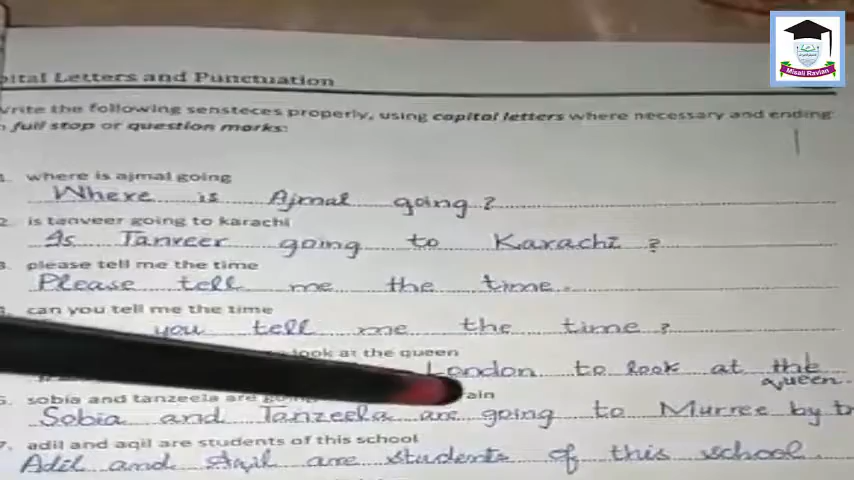 Misali Ravian
pital Letters and Punctuation
write the following sensteces properly, using capital letters where necessary and ending
full stop or question marks:
1. where is ajmal going
Where is Ajmal going ?
2. is tanveer going to karachi
Is Tanveer going to Karachi ?
3. please tell me the time
Please tell me the time .
can you tell me the time
you tell me the time ?
look at the queen
London to look at the
queen.
sobia and tanzeela are ain
Sobia and Tanzeela are going to Murree by tr
7. adil and aqil are students of this school
Adil and Aqil are students of this school .